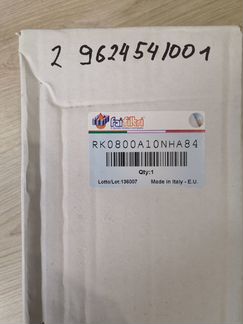 2 9624541001
fai filtri
RK0800A10NHA84
Qty:1
Lotto/Lot:136007 Made in Italy - E.U.